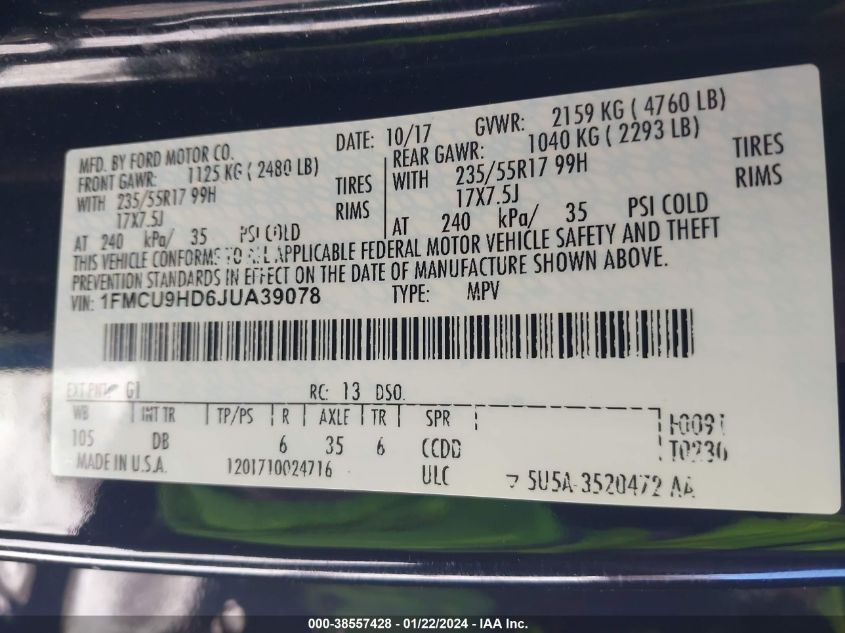 MFD. BY FORD MOTOR CO. DATE: 10/17 GVWR: 2159 KG ( 4760 LB)
FRONT GAWR: 1125 KG ( 2480 LB) REAR GAWR: 1040 KG ( 2293 LB)
WITH 235/55R17 99H TIRES WITH 235/55R17 99H TIRES
17X7.5J RIMS 17X7.5J RIMS
AT 240 kPa/ 35 PSI COLD AT 240 kPa/ 35 PSI COLD
THIS VEHICLE CONFORMS TO ALL APPLICABLE FEDERAL MOTOR VEHICLE SAFETY AND THEFT
PREVENTION STANDARDS IN EFFECT ON THE DATE OF MANUFACTURE SHOWN ABOVE.
VIN: 1FMCU9HD6JUA39078 TYPE: MPV
EXT PNT G1 RC: 13 DSO:
WB INT TR TP/PS R AXLE TR SPR
105 DB 6 35 6 CCDD
T0230
MADE IN U.S.A. 1201710024716 ULC 5U5A-3520472 AA
000-38557428 - 01/22/2024 - IAA Inc.